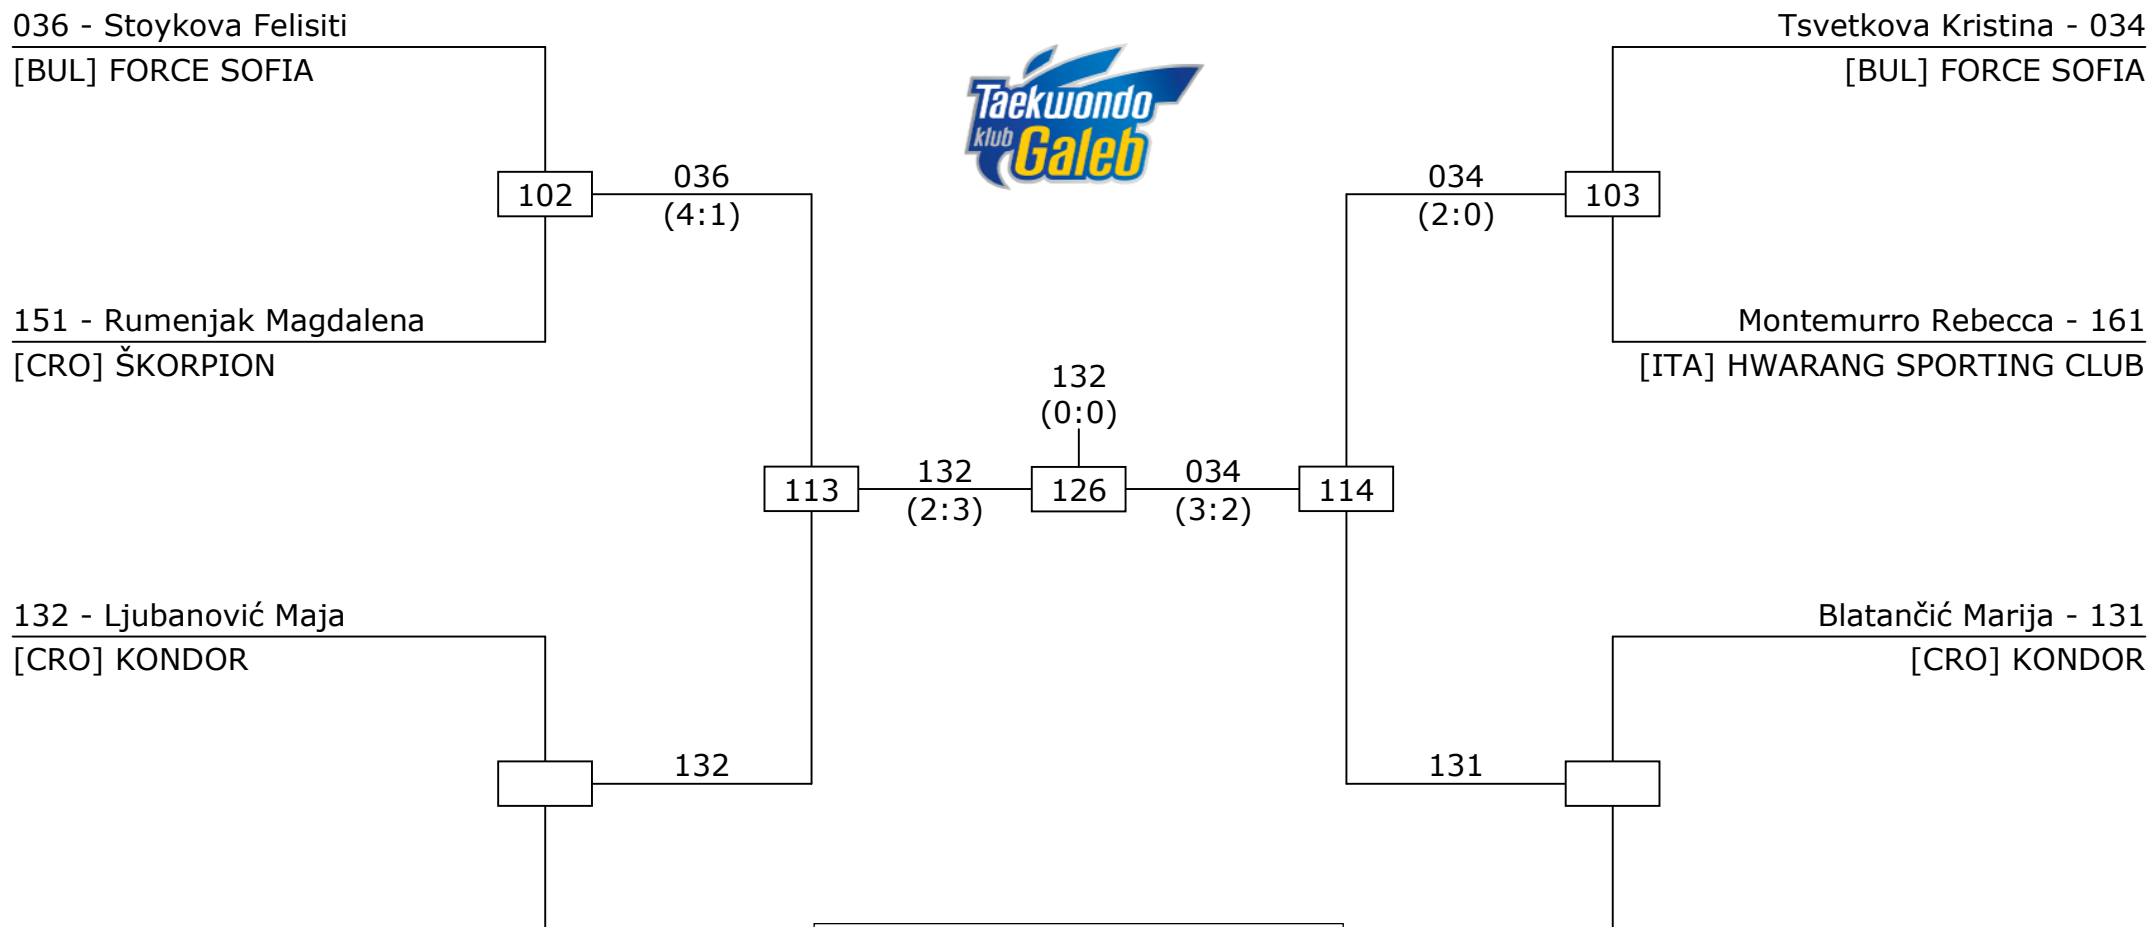 036 - Stoykova Felisiti
[BUL] FORCE SOFIA
Tsvetkova Kristina - 034
[BUL] FORCE SOFIA
Taekwondo
klub Galeb
102
036
(4:1)
034
(2:0)
103
151 - Rumenjak Magdalena
[CRO] ŠKORPION
Montemurro Rebecca - 161
[ITA] HWARANG SPORTING CLUB
132
(0:0)
113
132
(2:3)
126
034
(3:2)
114
132 - Ljubanović Maja
[CRO] KONDOR
Blatančić Marija - 131
[CRO] KONDOR
132
131